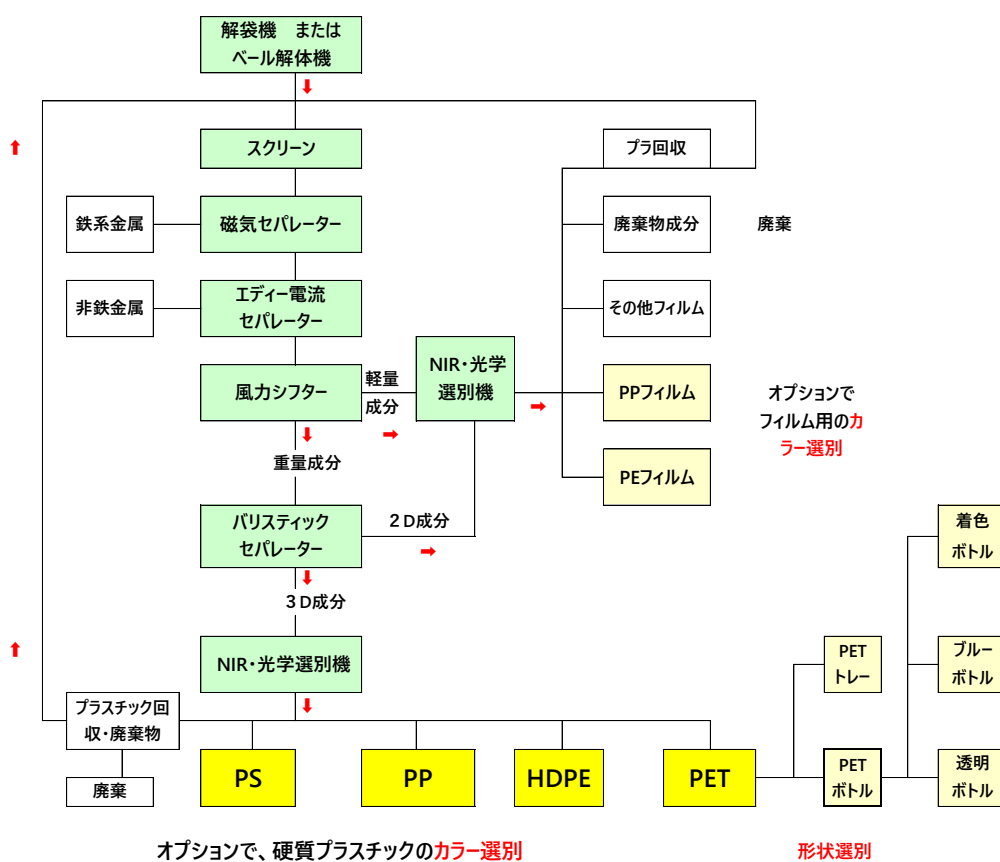 解袋機　または
ベール解体機
スクリーン
プラ回収
鉄系金属
磁気セパレーター
廃棄物成分
廃棄
非鉄金属
エディー電流
セパレーター
その他フィルム
風力シフター
軽量
成分
NIR・光学
選別機
PPフィルム
オプションで
フィルム用のカ
ラー選別
重量成分
PEフィルム
バリスティック
セパレーター
２D成分
着色
ボトル
３D成分
NIR・光学選別機
PET
トレー
ブルー
ボトル
プラスチック回
収・廃棄物
廃棄
PS
PP
HDPE
PET
PET
ボトル
透明
ボトル
オプションで、硬質プラスチックのカラー選別
形状選別